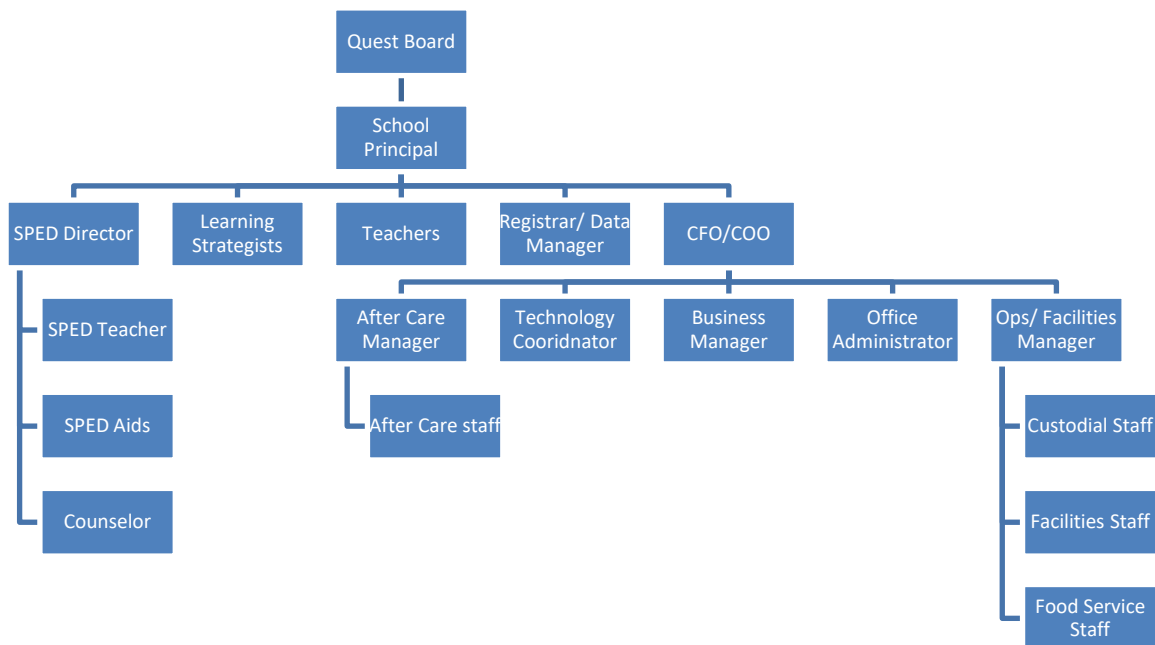 Quest Board
School
Principal
SPED Director
Learning
Strategists
Teachers
Registrar/ Data
Manager
CFO/COO
SPED Teacher
After Care
Manager
Technology
Cooridnator
Business
Manager
Office
Administrator
Ops/ Facilities
Manager
SPED Aids
After Care staff
Custodial Staff
Counselor
Facilities Staff
Food Service
Staff